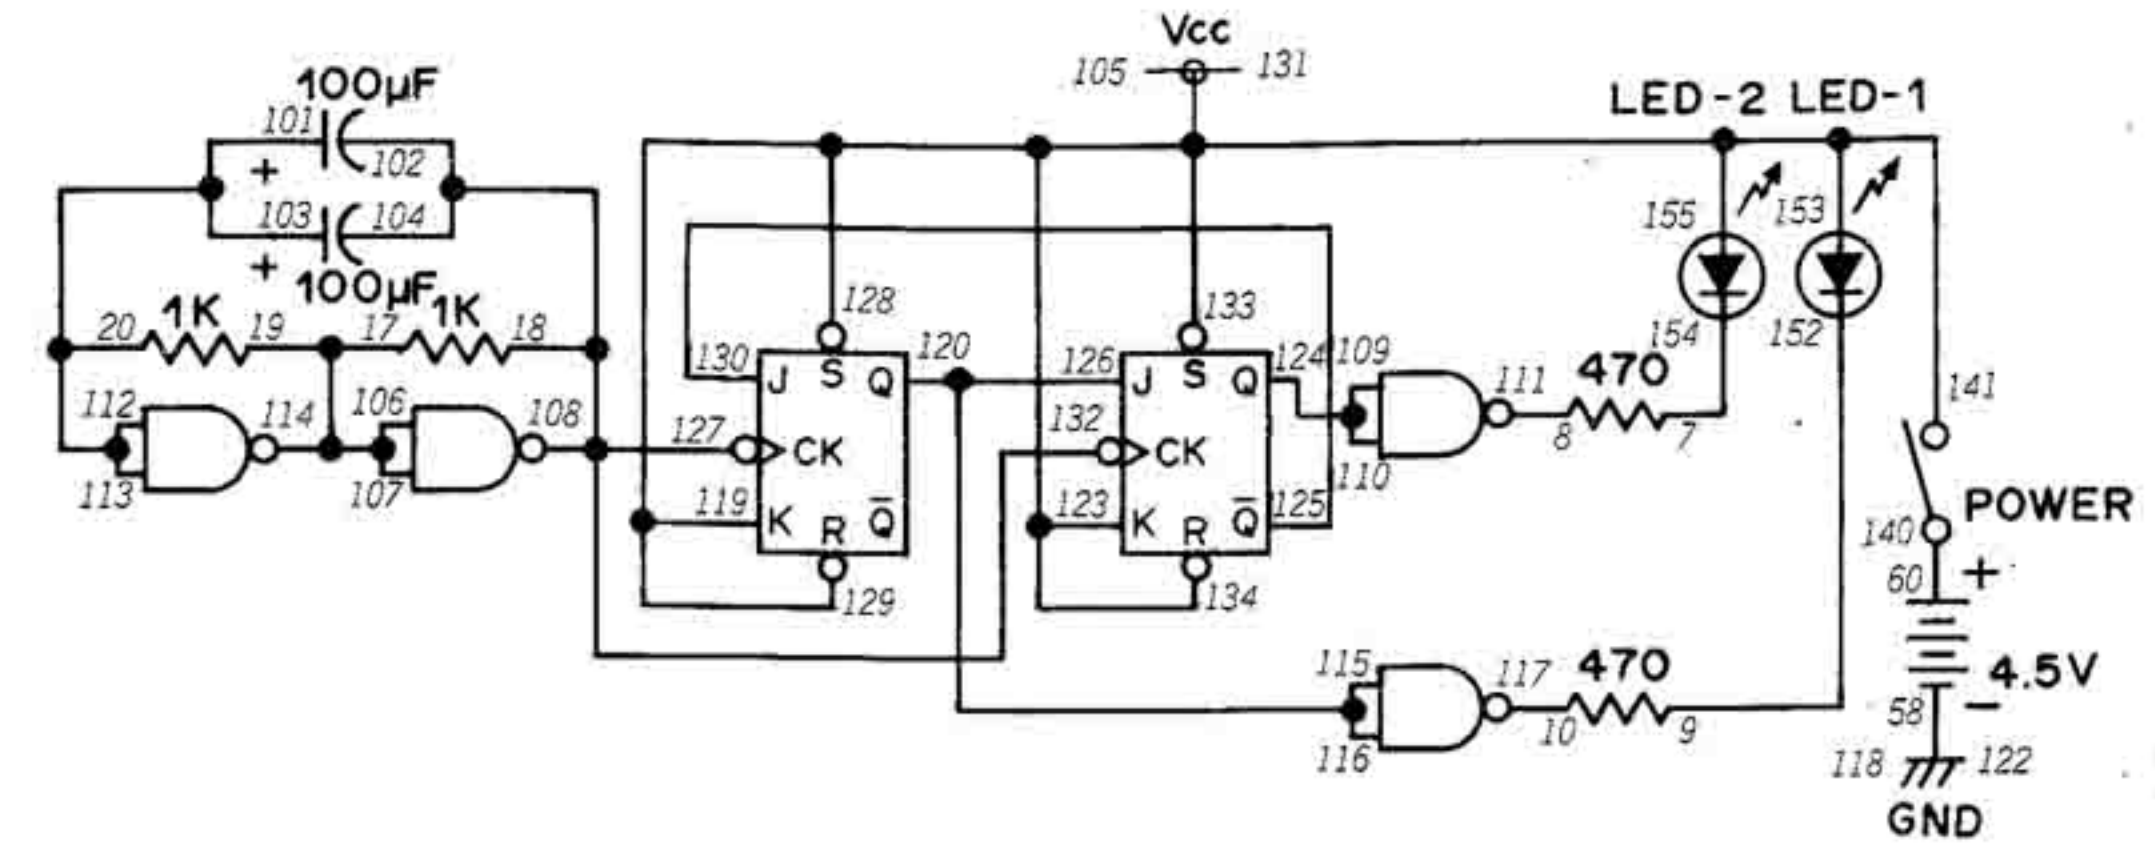 Vcc
105 131
100µF
LED-2 LED-1
101
102
+
103 104
+
100µF
155 153
20 1K 19 17 1K 18
128
133
154 152
130 J S Q 120
126 J S Q 124
109
111
470
8 7
141
112
114
106
108
127 CK
132 CK
113
107
110
119 K R Q̅
123 K R Q̅ 125
POWER
140
60 +
129
134
115
117
470
4.5V
116
10 9
58 −
118 122
GND